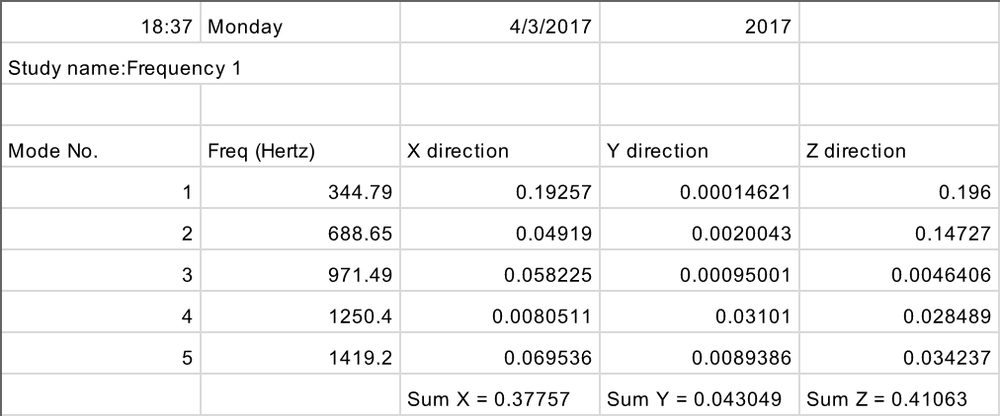 18:37 Monday 4/3/2017 2017
Study name:Frequency 1
Mode No. Freq (Hertz) X direction Y direction Z direction
1 344.79 0.19257 0.00014621 0.196
2 688.65 0.04919 0.0020043 0.14727
3 971.49 0.058225 0.00095001 0.0046406
4 1250.4 0.0080511 0.03101 0.028489
5 1419.2 0.069536 0.0089386 0.034237
Sum X = 0.37757 Sum Y = 0.043049 Sum Z = 0.41063